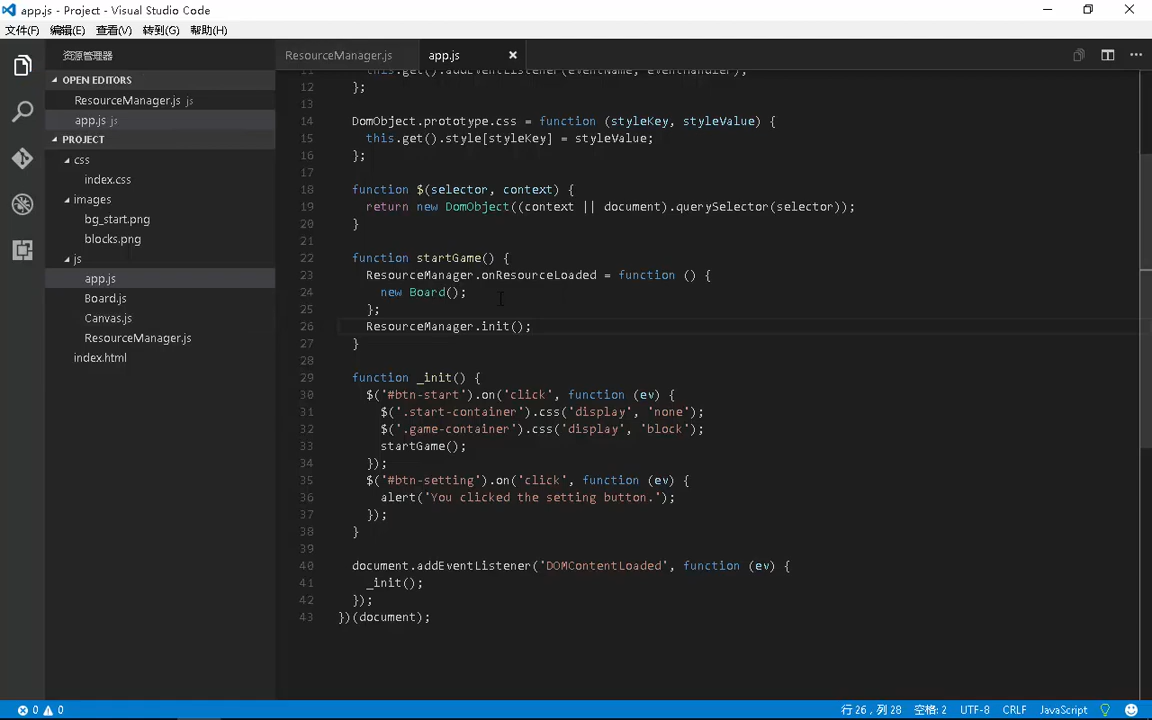 app.js - Project - Visual Studio Code
文件(F) 编辑(E) 查看(V) 转到(G) 帮助(H)
资源管理器
OPEN EDITORS
ResourceManager.js js
app.js js
PROJECT
css
index.css
images
bg_start.png
blocks.png
js
app.js
Board.js
Canvas.js
ResourceManager.js
index.html
ResourceManager.js app.js
11 this.get().addEventListener(eventName, eventHandler);
12 };
13
14 DomObject.prototype.css = function (styleKey, styleValue) {
15 this.get().style[styleKey] = styleValue;
16 };
17
18 function $(selector, context) {
19 return new DomObject((context || document).querySelector(selector));
20 }
21
22 function startGame() {
23 ResourceManager.onResourceLoaded = function () {
24 new Board();
25 };
26 ResourceManager.init();
27 }
28
29 function _init() {
30 $('#btn-start').on('click', function (ev) {
31 $('.start-container').css('display', 'none');
32 $('.game-container').css('display', 'block');
33 startGame();
34 });
35 $('#btn-setting').on('click', function (ev) {
36 alert('You clicked the setting button.');
37 });
38 }
39
40 document.addEventListener('DOMContentLoaded', function (ev) {
41 _init();
42 });
43 })(document);
0 0 行 26，列 28 空格: 2 UTF-8 CRLF JavaScript